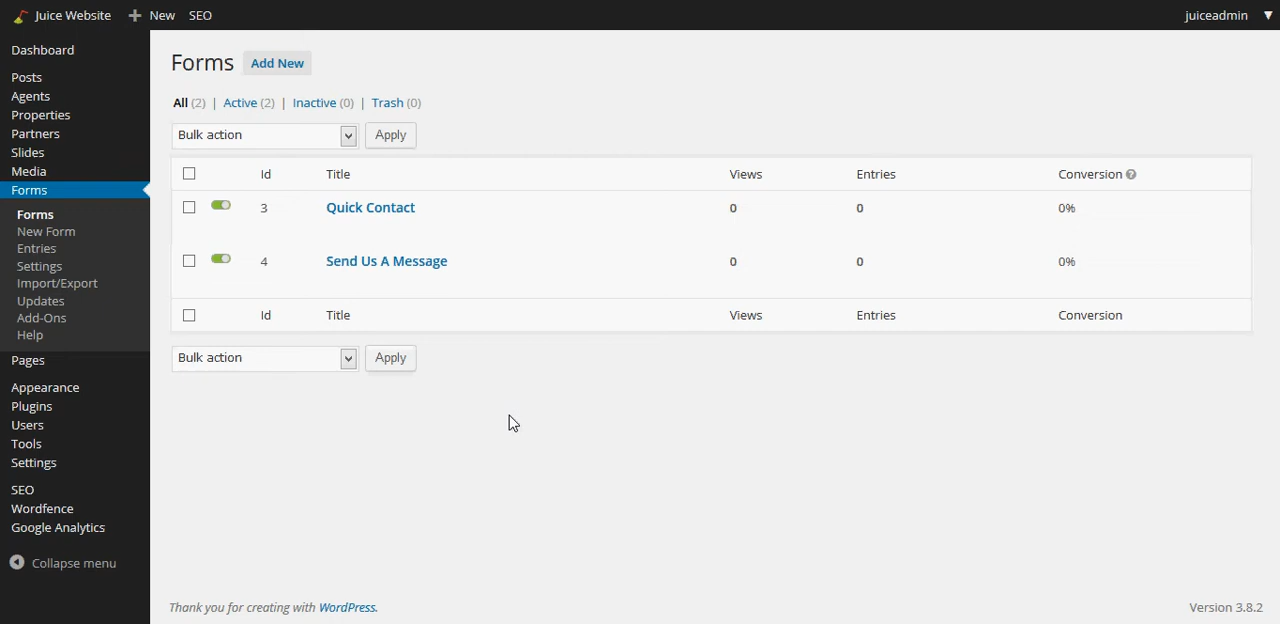 Juice Website New SEO juiceadmin
Dashboard
Posts
Agents
Properties
Partners
Slides
Media
Forms
Forms
New Form
Entries
Settings
Import/Export
Updates
Add-Ons
Help
Pages
Appearance
Plugins
Users
Tools
Settings
SEO
Wordfence
Google Analytics
Collapse menu
Forms Add New
All (2) | Active (2) | Inactive (0) | Trash (0)
Bulk action Apply
Id Title Views Entries Conversion ?
3 Quick Contact 0 0 0%
4 Send Us A Message 0 0 0%
Id Title Views Entries Conversion
Bulk action Apply
Thank you for creating with WordPress. Version 3.8.2